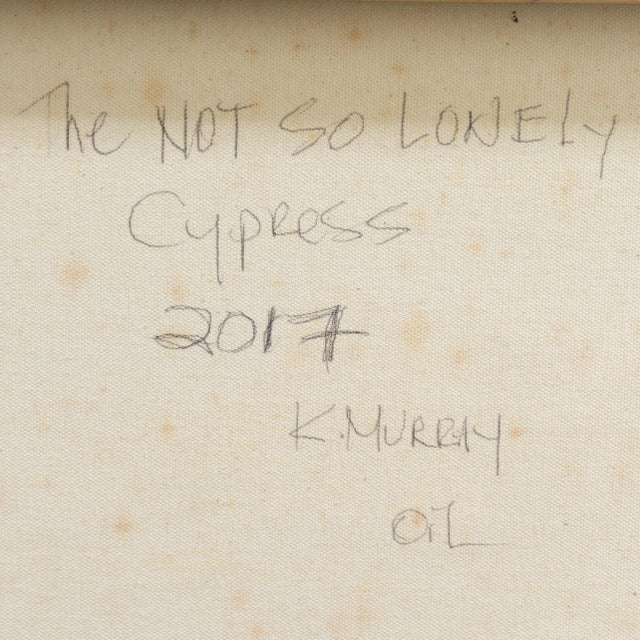 The NOT SO LONELY
Cypress
2017
K. MURRAY
OiL